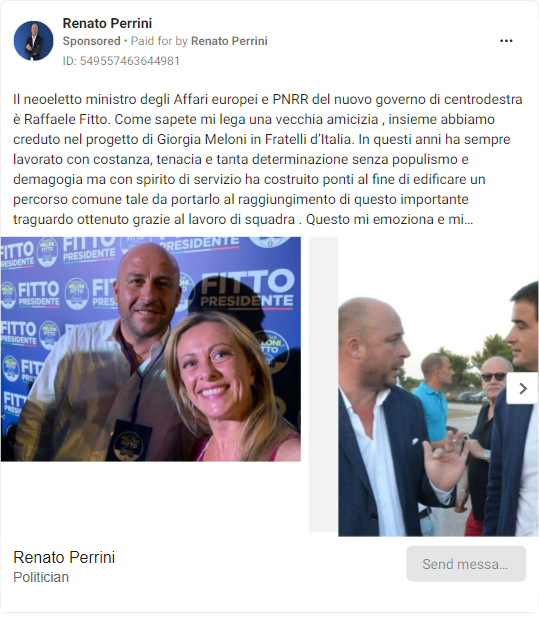 Renato Perrini
Sponsored • Paid for by Renato Perrini
ID: 549557463644981
Il neoeletto ministro degli Affari europei e PNRR del nuovo governo di centrodestra
è Raffaele Fitto. Come sapete mi lega una vecchia amicizia , insieme abbiamo
creduto nel progetto di Giorgia Meloni in Fratelli d’Italia. In questi anni ha sempre
lavorato con costanza, tenacia e tanta determinazione senza populismo e
demagogia ma con spirito di servizio ha costruito ponti al fine di edificare un
percorso comune tale da portarlo al raggiungimento di questo importante
traguardo ottenuto grazie al lavoro di squadra . Questo mi emoziona e mi…
FITTO
PRESIDENTE
FITTO
PRESIDENTE
FITTO
FITTO
FITTO
MELONI
FITTO
Renato Perrini
Politician
Send messa…